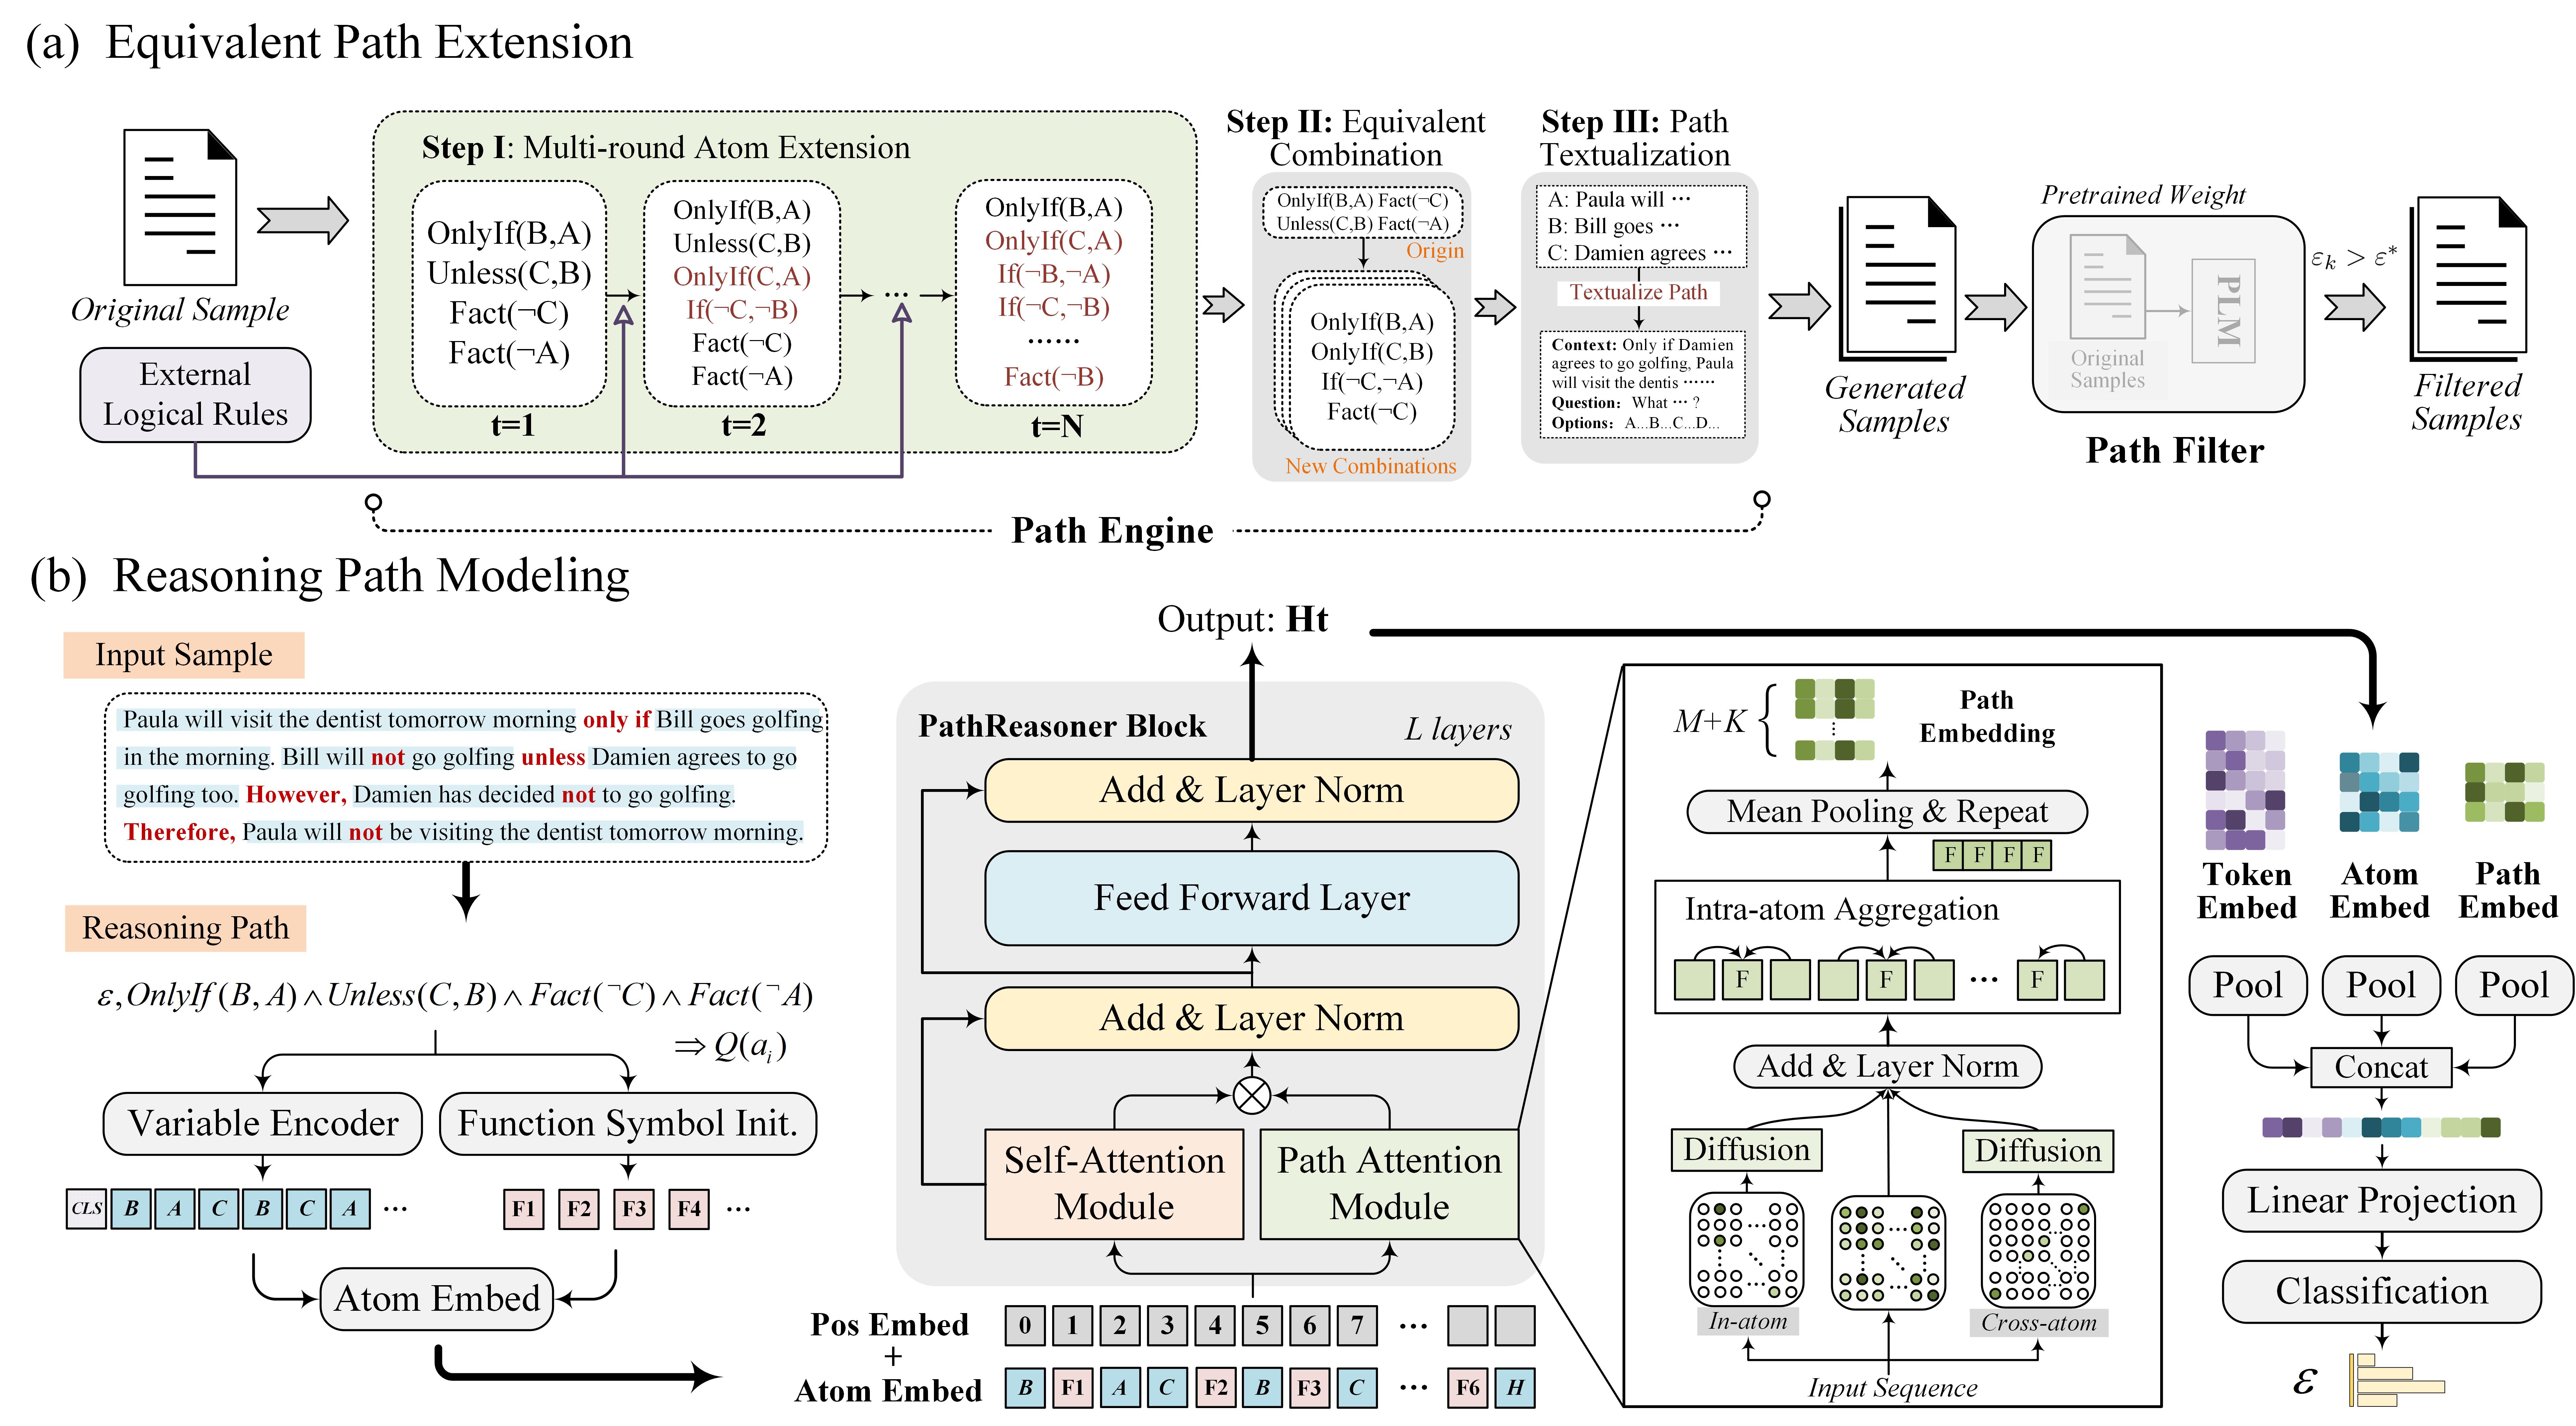 (a) Equivalent Path Extension
Original Sample
External
Logical Rules
Step I: Multi-round Atom Extension
OnlyIf(B,A)
Unless(C,B)
Fact(¬C)
Fact(¬A)
t=1
OnlyIf(B,A)
Unless(C,B)
OnlyIf(C,A)
If(¬C,¬B)
Fact(¬C)
Fact(¬A)
t=2
...
OnlyIf(B,A)
OnlyIf(C,A)
If(¬B,¬A)
If(¬C,¬B)
......
Fact(¬B)
t=N
Step II: Equivalent
Combination
OnlyIf(B,A) Fact(¬C)
Unless(C,B) Fact(¬A)
Origin
OnlyIf(B,A)
OnlyIf(C,B)
If(¬C,¬A)
Fact(¬C)
New Combinations
Step III: Path
Textualization
A: Paula will ···
B: Bill goes ···
C: Damien agrees ···
Textualize Path
Context: Only if Damien
agrees to go golfing, Paula
will visit the dentis ······
Question: What ··· ?
Options: A...B...C...D...
Path Engine
Generated
Samples
Pretrained Weight
Original
Samples
PLM
Path Filter
εk > ε*
Filtered
Samples
(b) Reasoning Path Modeling
Input Sample
Paula will visit the dentist tomorrow morning only if Bill goes golfing
in the morning. Bill will not go golfing unless Damien agrees to go
golfing too. However, Damien has decided not to go golfing.
Therefore, Paula will not be visiting the dentist tomorrow morning.
Reasoning Path
ε, OnlyIf (B, A) ∧ Unless(C, B) ∧ Fact(¬C) ∧ Fact(¬A)
⇒ Q(ai)
Variable Encoder
Function Symbol Init.
CLS B A C B C A ...
F1 F2 F3 F4 ...
Atom Embed
Output: Ht
PathReasoner Block
L layers
Add & Layer Norm
Feed Forward Layer
Add & Layer Norm
Self-Attention
Module
Path Attention
Module
Pos Embed 0 1 2 3 4 5 6 7 ...
+
Atom Embed B F1 A C F2 B F3 C ... F6 H
M+K
Path
Embedding
Mean Pooling & Repeat
F F F F
Intra-atom Aggregation
F F ... F
Add & Layer Norm
Diffusion
Diffusion
In-atom
Cross-atom
Input Sequence
Token
Embed
Atom
Embed
Path
Embed
Pool
Pool
Pool
Concat
Linear Projection
Classification
ε